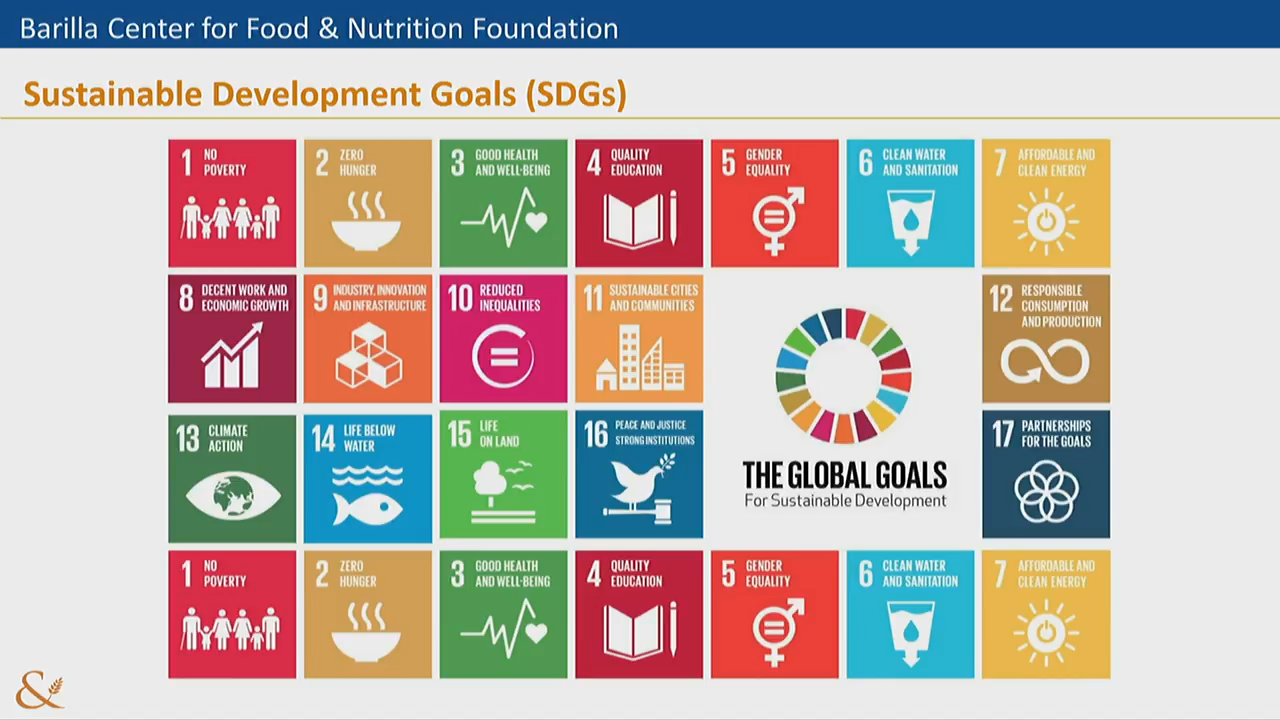 Barilla Center for Food & Nutrition Foundation
Sustainable Development Goals (SDGs)
1 NO
POVERTY
2 ZERO
HUNGER
3 GOOD HEALTH
AND WELL-BEING
4 QUALITY
EDUCATION
5 GENDER
EQUALITY
6 CLEAN WATER
AND SANITATION
7 AFFORDABLE AND
CLEAN ENERGY
8 DECENT WORK AND
ECONOMIC GROWTH
9 INDUSTRY, INNOVATION
AND INFRASTRUCTURE
10 REDUCED
INEQUALITIES
11 SUSTAINABLE CITIES
AND COMMUNITIES
12 RESPONSIBLE
CONSUMPTION
AND PRODUCTION
13 CLIMATE
ACTION
14 LIFE BELOW
WATER
15 LIFE
ON LAND
16 PEACE AND JUSTICE
STRONG INSTITUTIONS
THE GLOBAL GOALS
For Sustainable Development
17 PARTNERSHIPS
FOR THE GOALS
1 NO
POVERTY
2 ZERO
HUNGER
3 GOOD HEALTH
AND WELL-BEING
4 QUALITY
EDUCATION
5 GENDER
EQUALITY
6 CLEAN WATER
AND SANITATION
7 AFFORDABLE AND
CLEAN ENERGY
&